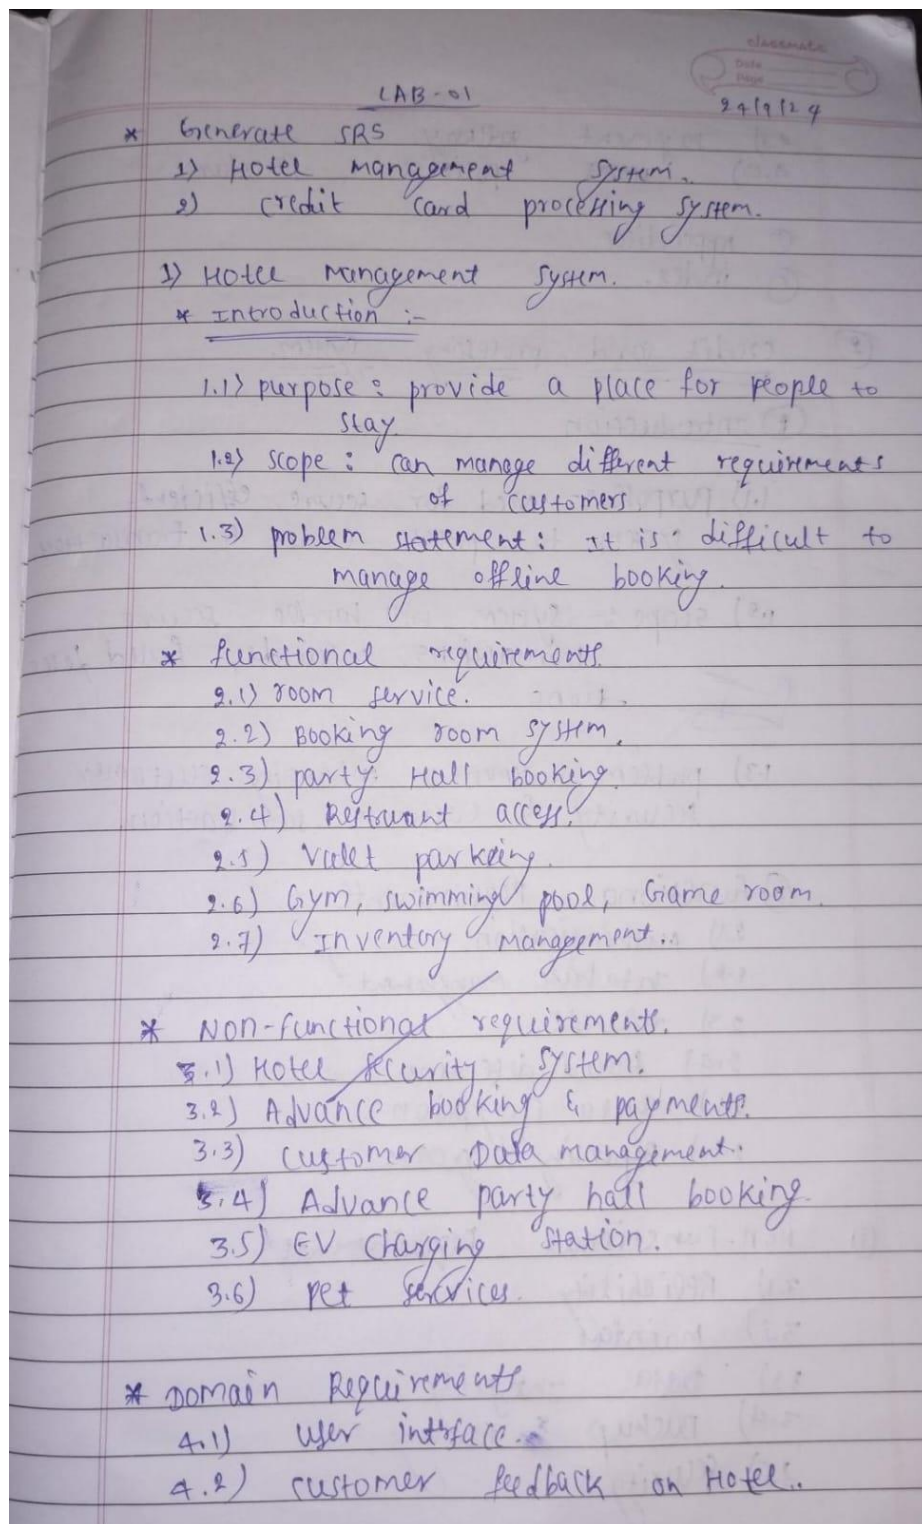 classmate
Date
Page
LAB-01
24/9/24
* Generate SRS
1) Hotel management System.
2) credit card processing system.
1) Hotel management system.
* Introduction :-
1.1) purpose : provide a place for people to
stay.
1.2) scope : can manage different requirements
of customers
1.3) problem statement : It is difficult to
manage offline booking.
* functional requirements.
2.1) room service.
2.2) Booking room system.
2.3) party Hall booking.
2.4) Restruant access.
2.5) Valet parking.
2.6) Gym, swimming pool, Game room.
2.7) Inventory management.
* Non-functional requirements.
3.1) Hotel security system.
3.2) Advance booking & payments.
3.3) customer Data management.
3.4) Advance party hall booking.
3.5) EV charging station.
3.6) pet services.
* Domain Requirements
4.1) user intrface.
4.2) customer feedback on Hotel.